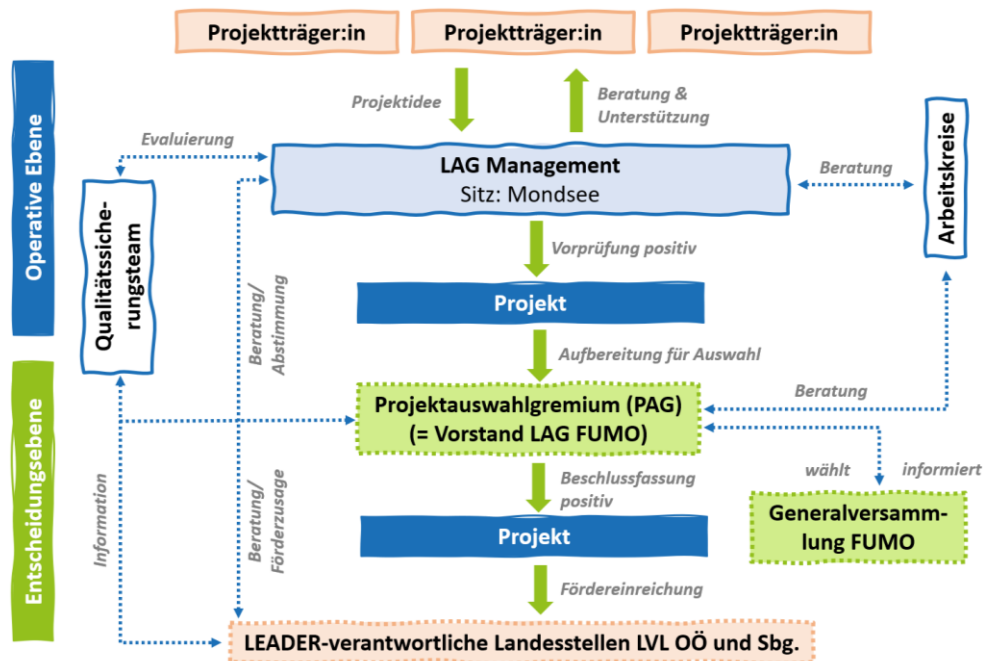 Projektträger:in
Projektträger:in
Projektträger:in
Operative Ebene
Projektidee
Beratung &
Unterstützung
Evaluierung
LAG Management
Sitz: Mondsee
Beratung
Arbeitskreise
Qualitätssiche-
rungsteam
Vorprüfung positiv
Beratung/
Abstimmung
Projekt
Aufbereitung für Auswahl
Entscheidungsebene
Projektauswahlgremium (PAG)
(= Vorstand LAG FUMO)
Beratung
Information
Beratung/
Förderzusage
Beschlussfassung
positiv
wählt
informiert
Generalversamm-
lung FUMO
Projekt
Fördereinreichung
LEADER-verantwortliche Landesstellen LVL OÖ und Sbg.